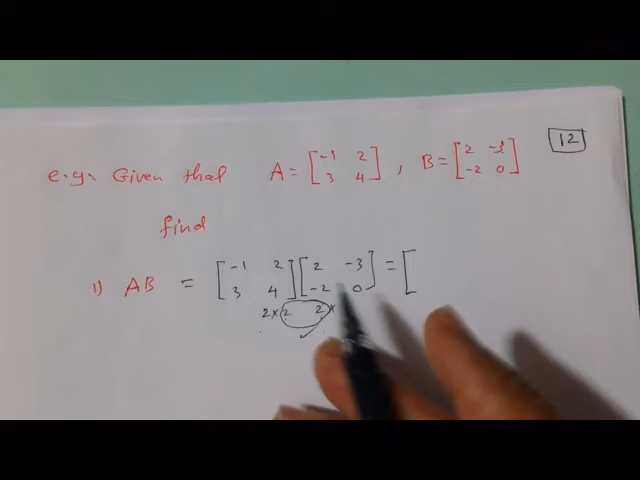 12
e.g. Given that A = [-1 2 3 4], B = [2 -3 -2 0]
find
1) AB = [-1 2 3 4] [2 -3 -2 0] = [
2×2 2×